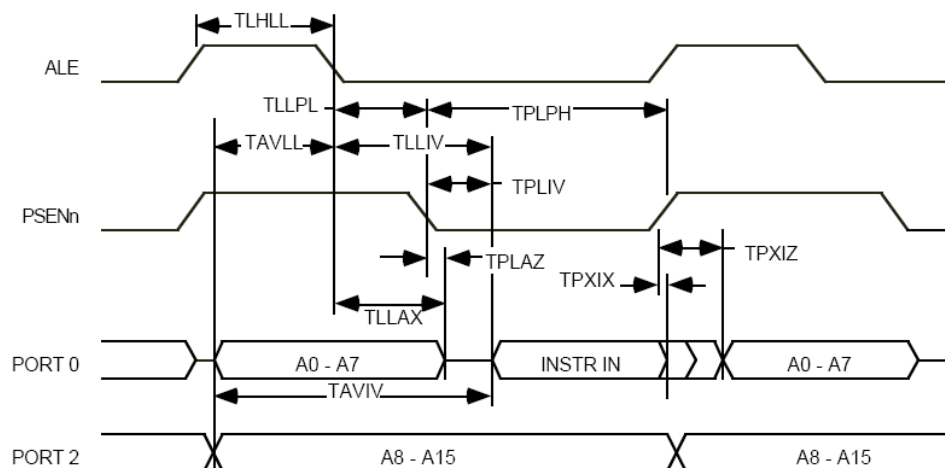 TLHLL
ALE
TLLPL
TPLPH
TAVLL
TLLIV
TPLIV
PSENn
TPLAZ
TPXIZ
TPXIX
TLLAX
PORT 0
A0 - A7
INSTR IN
A0 - A7
TAVIV
PORT 2
A8 - A15
A8 - A15